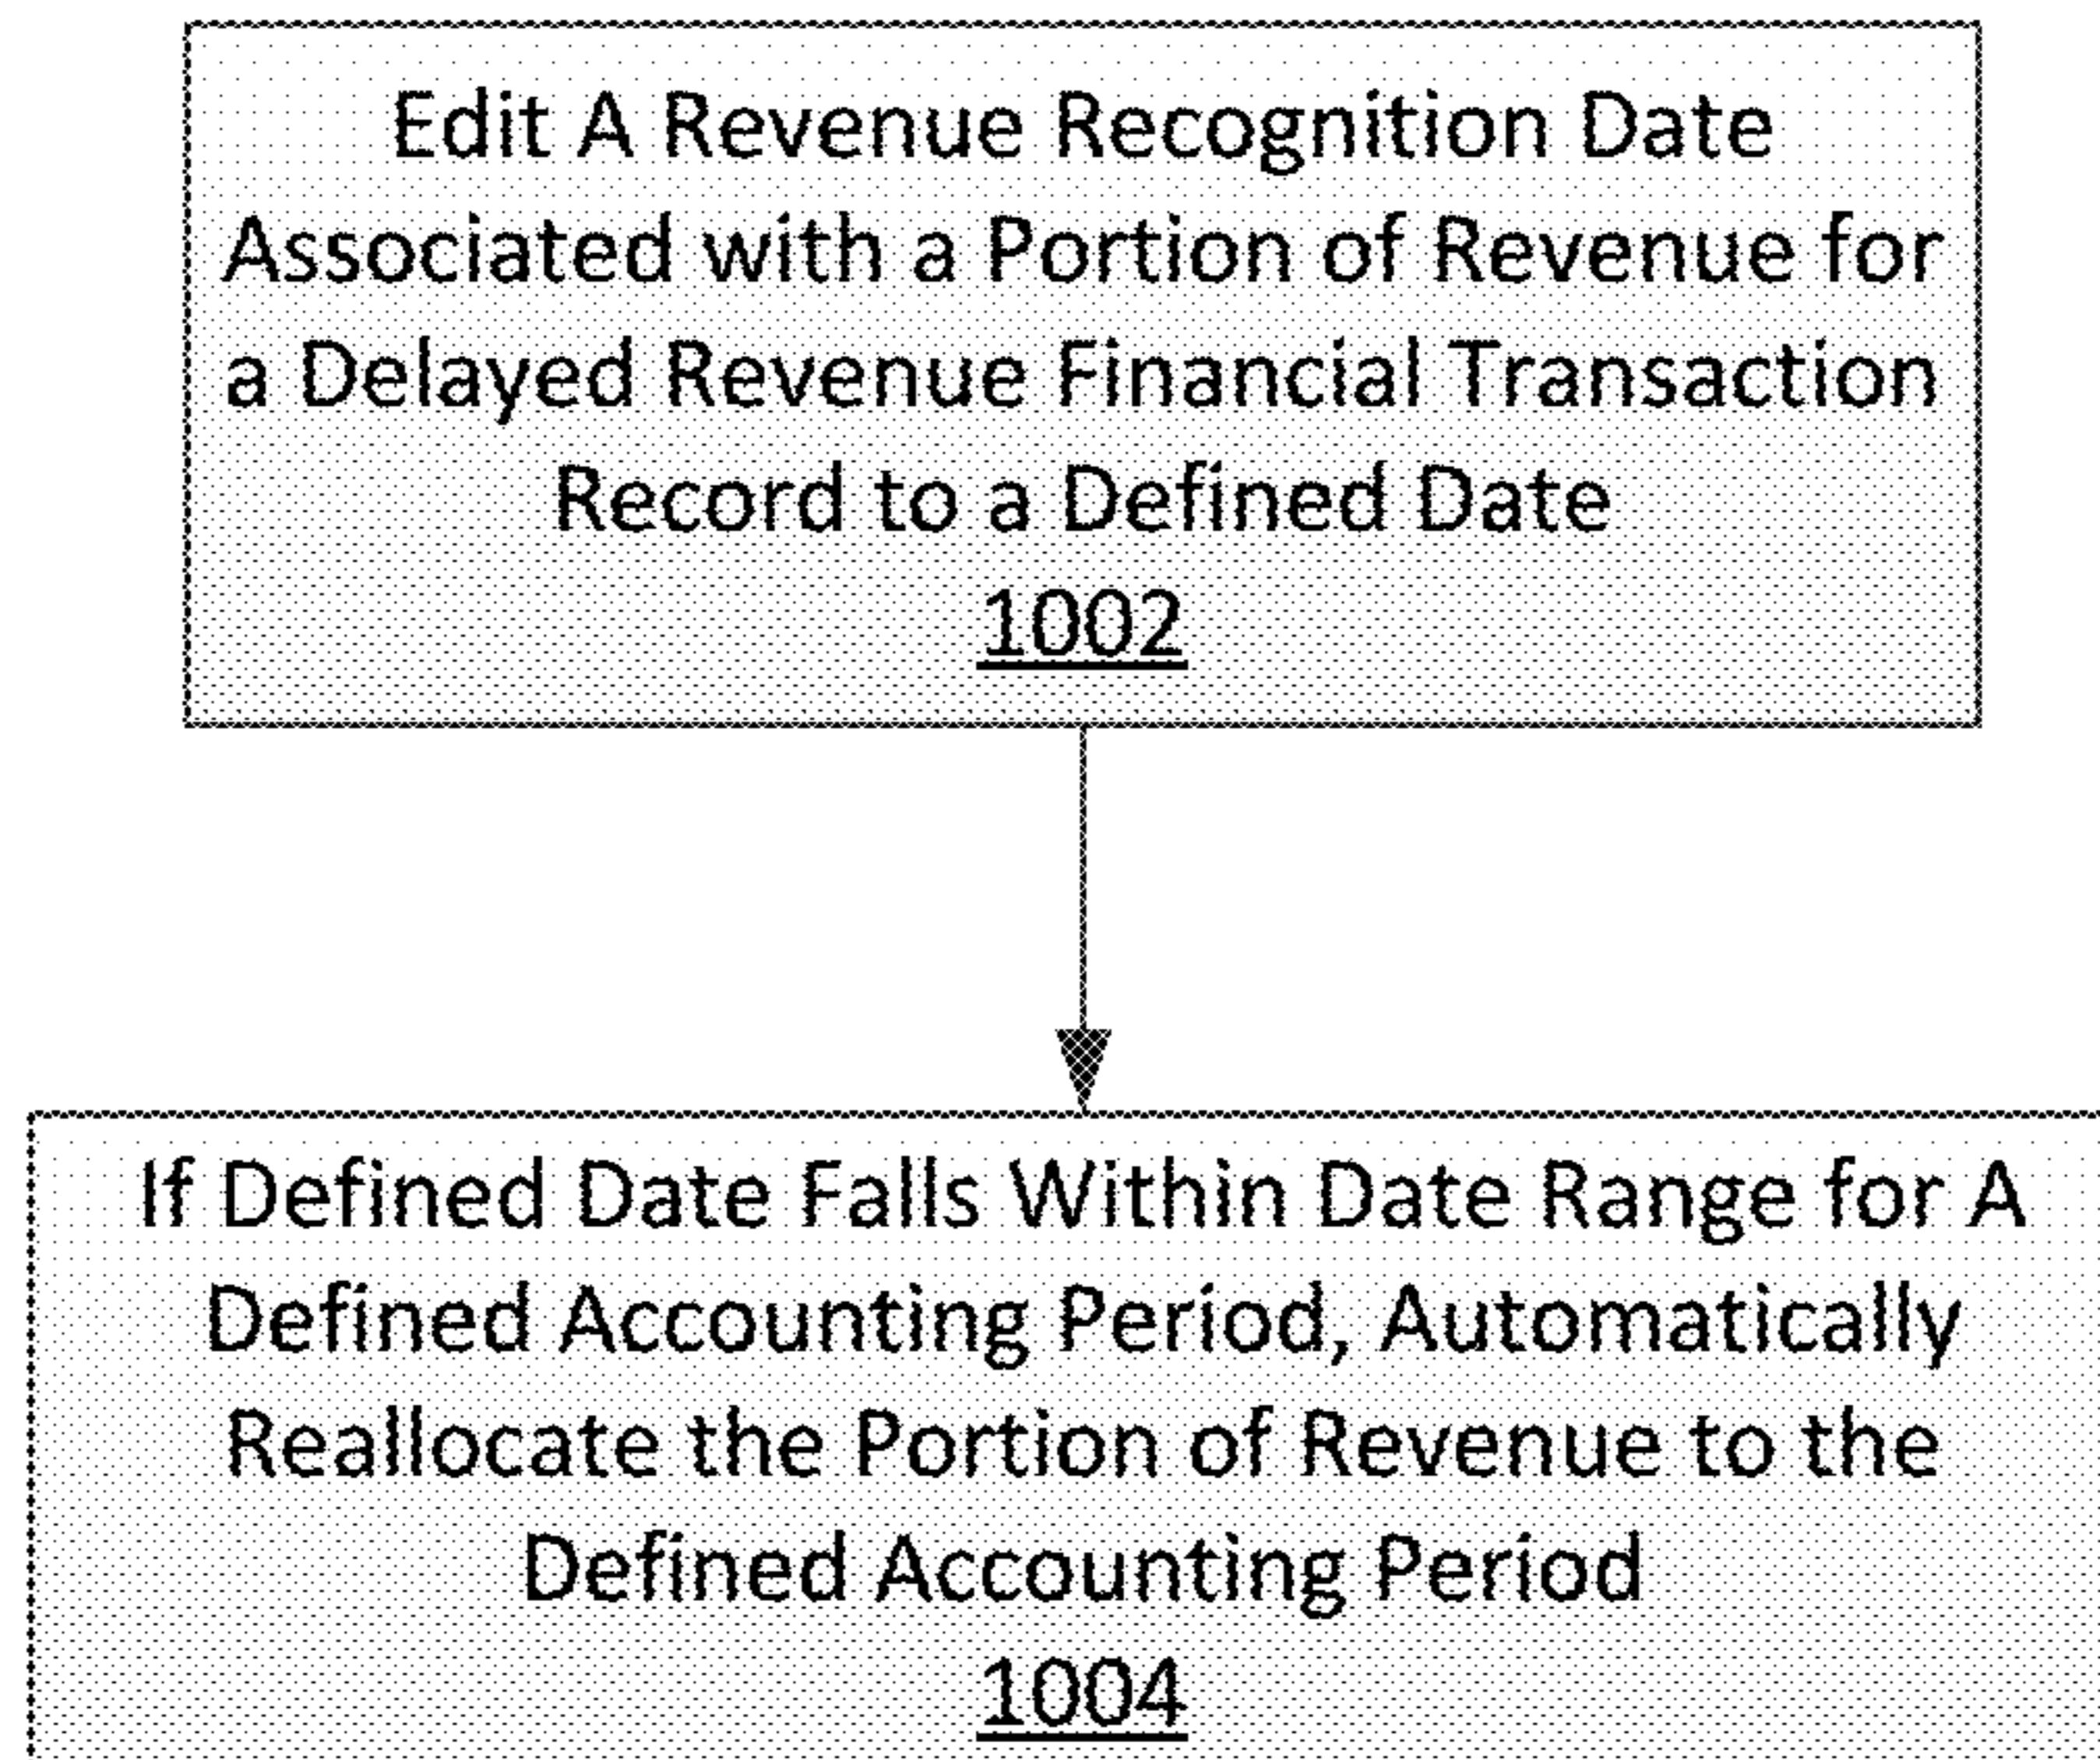 Edit A Revenue Recognition Date
Associated with a Portion of Revenue for
a Delayed Revenue Financial Transaction
Record to a Defined Date
1002
If Defined Date Falls Within Date Range for A
Defined Accounting Period, Automatically
Reallocate the Portion of Revenue to the
Defined Accounting Period
1004